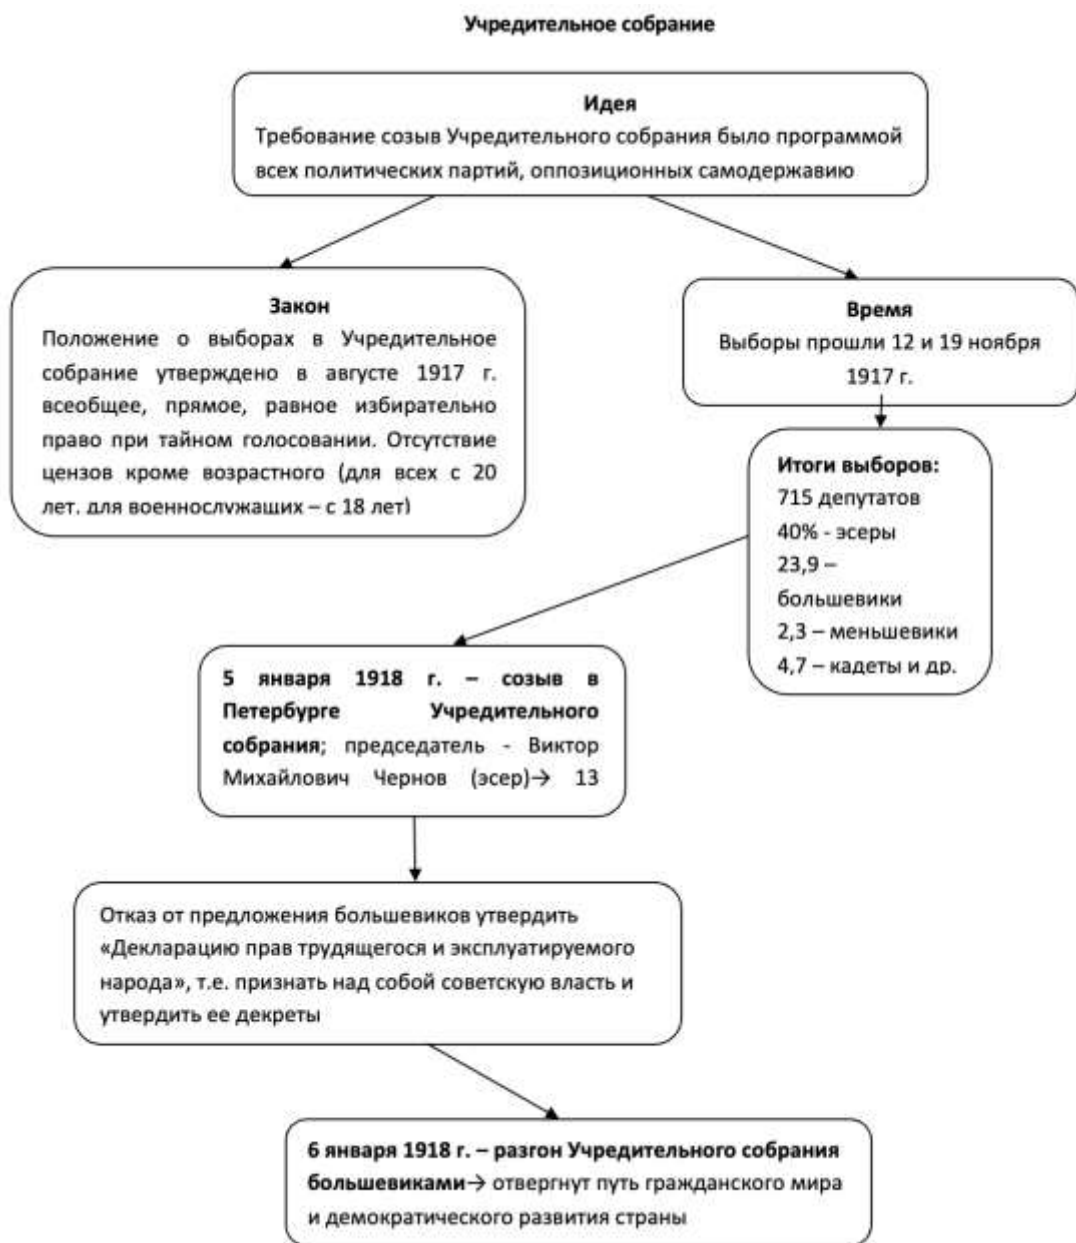 Учредительное собрание
Идея
Требование созыв Учредительного собрания было программой
всех политических партий, оппозиционных самодержавию
Закон
Положение о выборах в Учредительное
собрание утверждено в августе 1917 г.
всеобщее, прямое, равное избирательно
право при тайном голосовании. Отсутствие
цензов кроме возрастного (для всех с 20
лет, для военнослужащих – с 18 лет)
Время
Выборы прошли 12 и 19 ноября
1917 г.
Итоги выборов:
715 депутатов
40% - эсеры
23,9 –
большевики
2,3 – меньшевики
4,7 – кадеты и др.
5 января 1918 г. – созыв в
Петербурге Учредительного
собрания; председатель - Виктор
Михайлович Чернов (эсер)→ 13
Отказ от предложения большевиков утвердить
«Декларацию прав трудящегося и эксплуатируемого
народа», т.е. признать над собой советскую власть и
утвердить ее декреты
6 января 1918 г. – разгон Учредительного собрания
большевиками→ отвергнут путь гражданского мира
и демократического развития страны